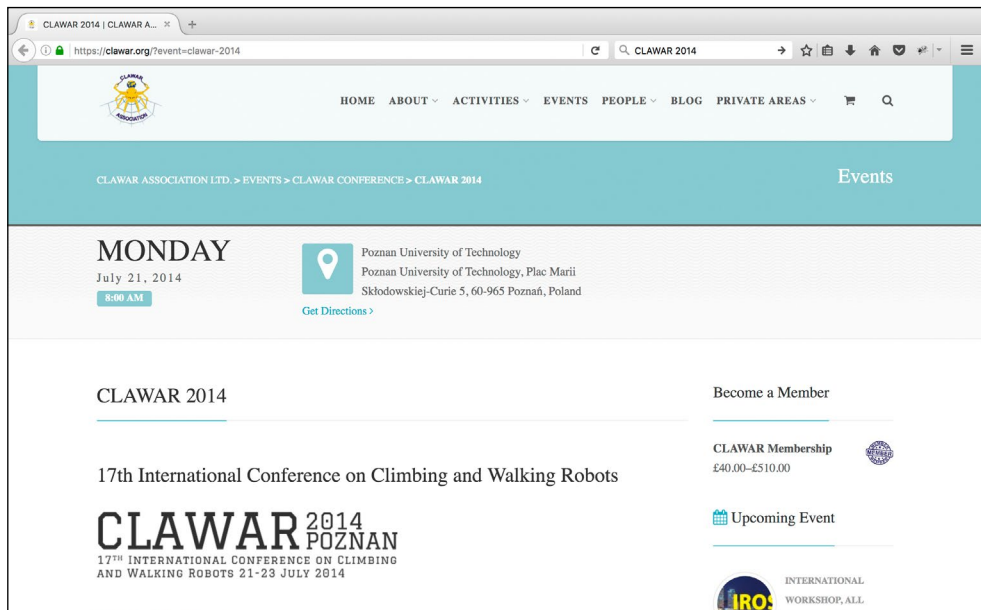 CLAWAR 2014 | CLAWAR A...
https://clawar.org/?event=clawar-2014
CLAWAR 2014
CLAWAR
ASSOCIATION
HOME ABOUT ACTIVITIES EVENTS PEOPLE BLOG PRIVATE AREAS
CLAWAR ASSOCIATION LTD. > EVENTS > CLAWAR CONFERENCE > CLAWAR 2014
Events
MONDAY
July 21, 2014
8:00 AM
Poznan University of Technology
Poznan University of Technology, Plac Marii
Skłodowskiej-Curie 5, 60-965 Poznań, Poland
Get Directions >
CLAWAR 2014
17th International Conference on Climbing and Walking Robots
CLAWAR 2014 POZNAN
17TH INTERNATIONAL CONFERENCE ON CLIMBING
AND WALKING ROBOTS 21-23 JULY 2014
Become a Member
CLAWAR Membership
£40.00–£510.00
MEMBER
Upcoming Event
IROS
INTERNATIONAL
WORKSHOP, ALL